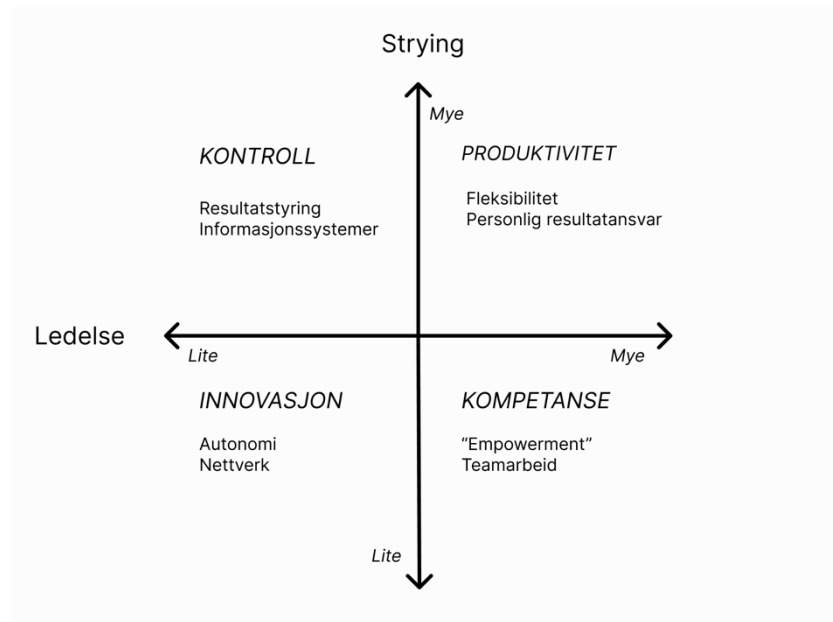 Strying
Mye
KONTROLL
Resultatstyring
Informasjonssystemer
PRODUKTIVITET
Fleksibilitet
Personlig resultatansvar
Ledelse
Lite
Mye
INNOVASJON
Autonomi
Nettverk
KOMPETANSE
“Empowerment”
Teamarbeid
Lite